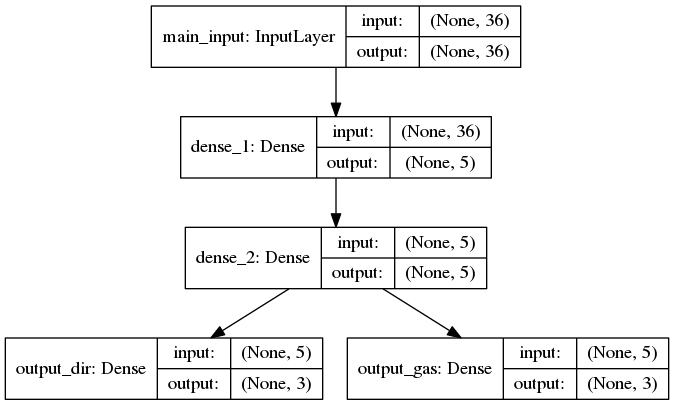 main_input: InputLayer
input: (None, 36)
output: (None, 36)
dense_1: Dense
input: (None, 36)
output: (None, 5)
dense_2: Dense
input: (None, 5)
output: (None, 5)
output_dir: Dense
input: (None, 5)
output: (None, 3)
output_gas: Dense
input: (None, 5)
output: (None, 3)